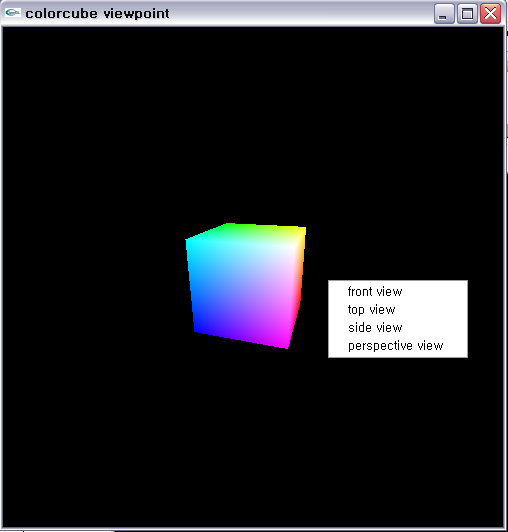 colorcube viewpoint
front view
top view
side view
perspective view